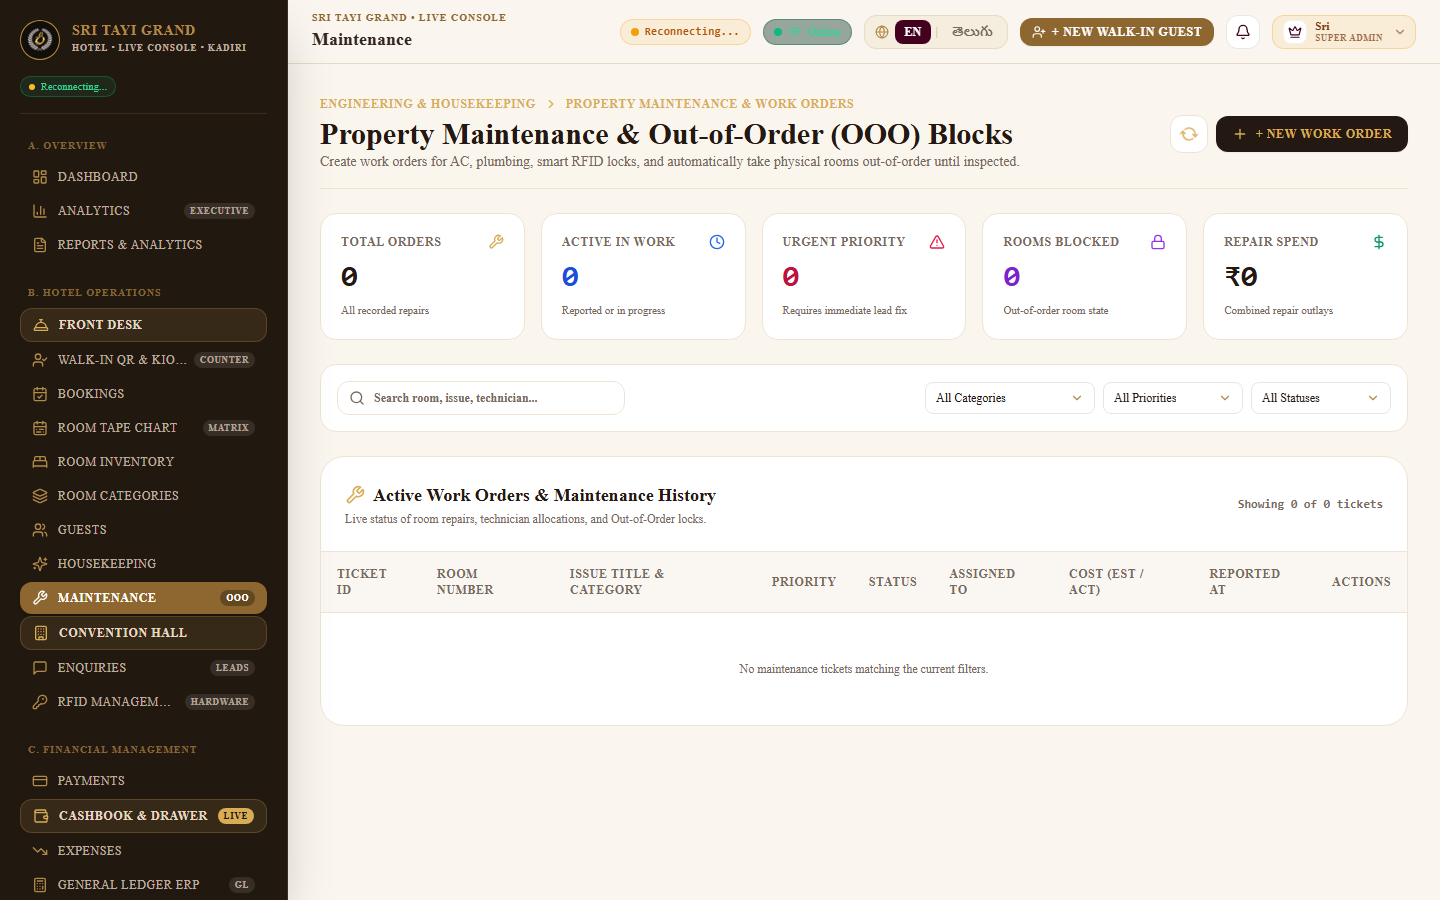 SRI TAYI GRAND
HOTEL • LIVE CONSOLE • KADIRI
Reconnecting...
A. OVERVIEW
DASHBOARD
ANALYTICS EXECUTIVE
REPORTS & ANALYTICS
B. HOTEL OPERATIONS
FRONT DESK
WALK-IN QR & KIO... COUNTER
BOOKINGS
ROOM TAPE CHART MATRIX
ROOM INVENTORY
ROOM CATEGORIES
GUESTS
HOUSEKEEPING
MAINTENANCE OOO
CONVENTION HALL
ENQUIRIES LEADS
RFID MANAGEM... HARDWARE
C. FINANCIAL MANAGEMENT
PAYMENTS
CASHBOOK & DRAWER LIVE
EXPENSES
GENERAL LEDGER ERP GL
SRI TAYI GRAND • LIVE CONSOLE
Maintenance
Reconnecting...
EN
తెలుగు
+ NEW WALK-IN GUEST
Sri
SUPER ADMIN
ENGINEERING & HOUSEKEEPING > PROPERTY MAINTENANCE & WORK ORDERS
Property Maintenance & Out-of-Order (OOO) Blocks
Create work orders for AC, plumbing, smart RFID locks, and automatically take physical rooms out-of-order until inspected.
+ NEW WORK ORDER
TOTAL ORDERS
0
All recorded repairs
ACTIVE IN WORK
0
Reported or in progress
URGENT PRIORITY
0
Requires immediate lead fix
ROOMS BLOCKED
0
Out-of-order room state
REPAIR SPEND
₹0
Combined repair outlays
Search room, issue, technician...
All Categories
All Priorities
All Statuses
Active Work Orders & Maintenance History
Live status of room repairs, technician allocations, and Out-of-Order locks.
Showing 0 of 0 tickets
TICKET ID
ROOM NUMBER
ISSUE TITLE & CATEGORY
PRIORITY
STATUS
ASSIGNED TO
COST (EST / ACT)
REPORTED AT
ACTIONS
No maintenance tickets matching the current filters.